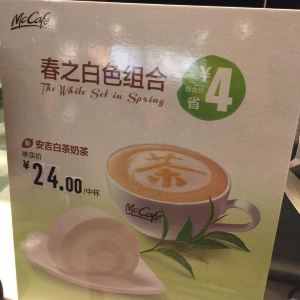 McCafé
春之白色组合
The White Set in Spring
组合价
省¥4
新 安吉白茶奶茶
单买价
¥24.00/中杯
茶
McCafé